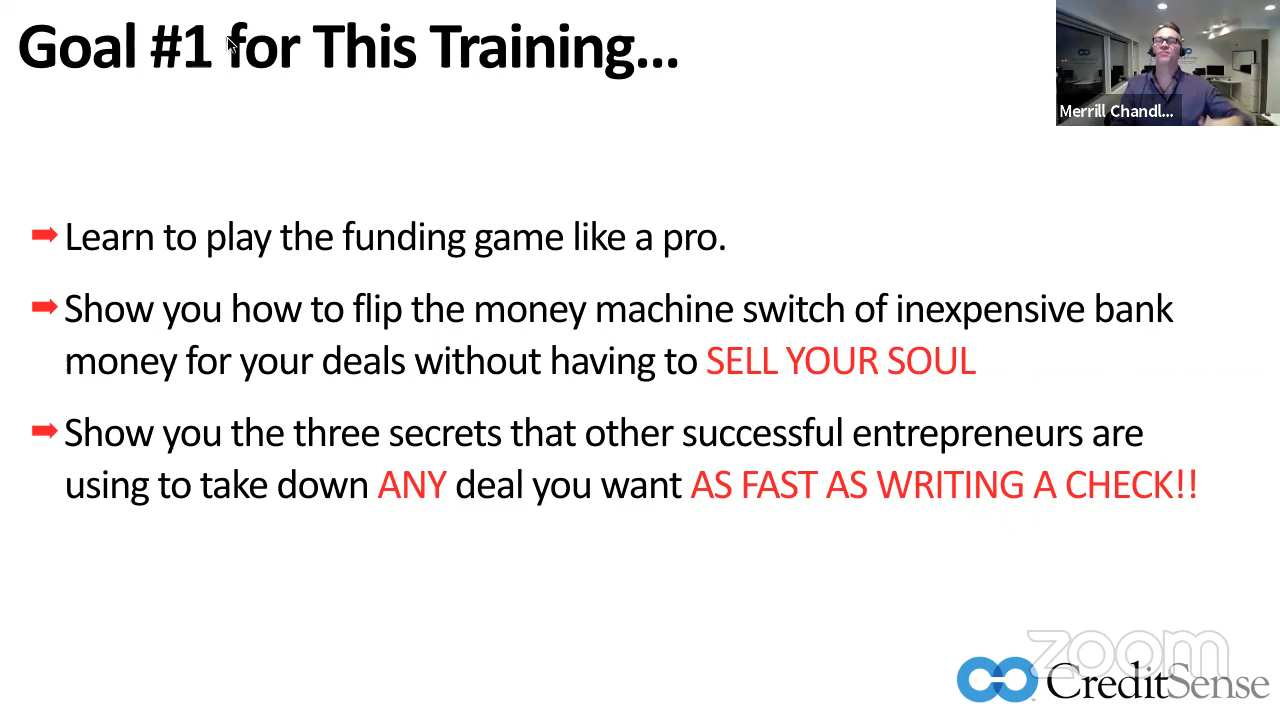 Goal #1 for This Training...
Merrill Chandl...
➡Learn to play the funding game like a pro.
➡Show you how to flip the money machine switch of inexpensive bank
money for your deals without having to SELL YOUR SOUL
➡Show you the three secrets that other successful entrepreneurs are
using to take down ANY deal you want AS FAST AS WRITING A CHECK!!
zoom
CreditSense